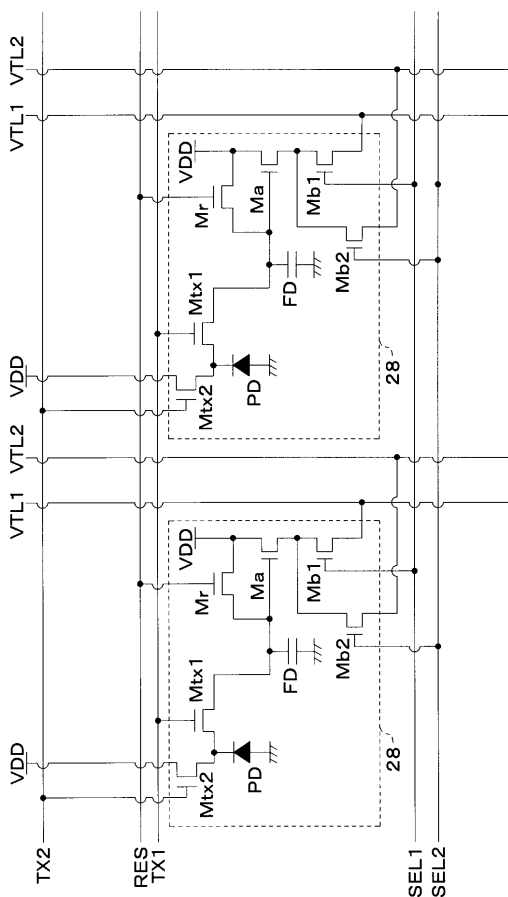 VDD VTL1 VTL2 VDD VTL1 VTL2
TX2
RES
TX1
Mtx2
Mtx1
Mr
VDD
PD
FD
Ma
Mb1
Mb2
28
Mtx2
Mtx1
Mr
VDD
PD
FD
Ma
Mb1
Mb2
28
SEL1
SEL2